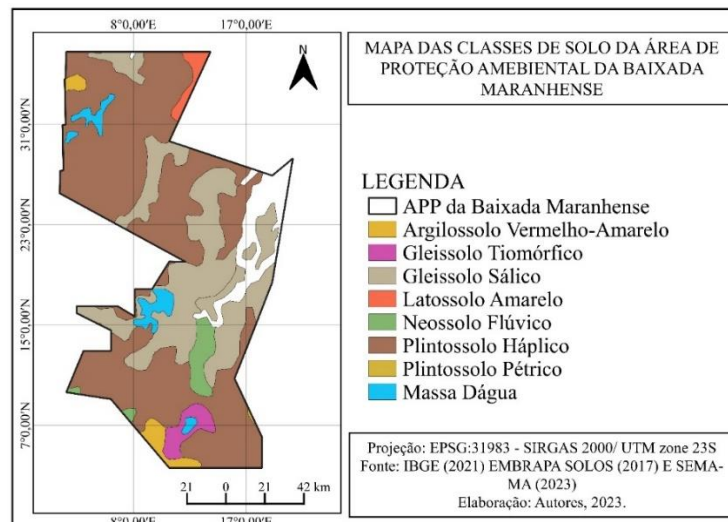 8°0,00'E 17°0,00'E
N
31°0,00'N
23°0,00'N
15°0,00'N
7°0,00'N
21 0 21 42 km
8°0,00'E 17°0,00'E
MAPA DAS CLASSES DE SOLO DA ÁREA DE
PROTEÇÃO AMEBIENTAL DA BAIXADA
MARANHENSE
LEGENDA
APP da Baixada Maranhense
Argilossolo Vermelho-Amarelo
Gleissolo Tiomórfico
Gleissolo Sálico
Latossolo Amarelo
Neossolo Flúvico
Plintossolo Háplico
Plintossolo Pétrico
Massa Dágua
Projeção: EPSG:31983 - SIRGAS 2000/ UTM zone 23S
Fonte: IBGE (2021) EMBRAPA SOLOS (2017) E SEMA-
MA (2023)
Elaboração: Autores, 2023.